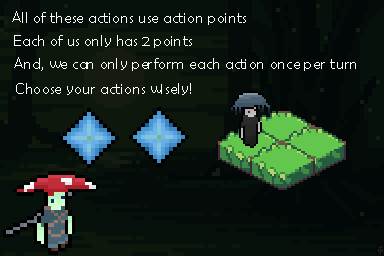 All of these actions use action points
Each of us only has 2 points
And, we can only perform each action once per turn
Choose your actions wisely!